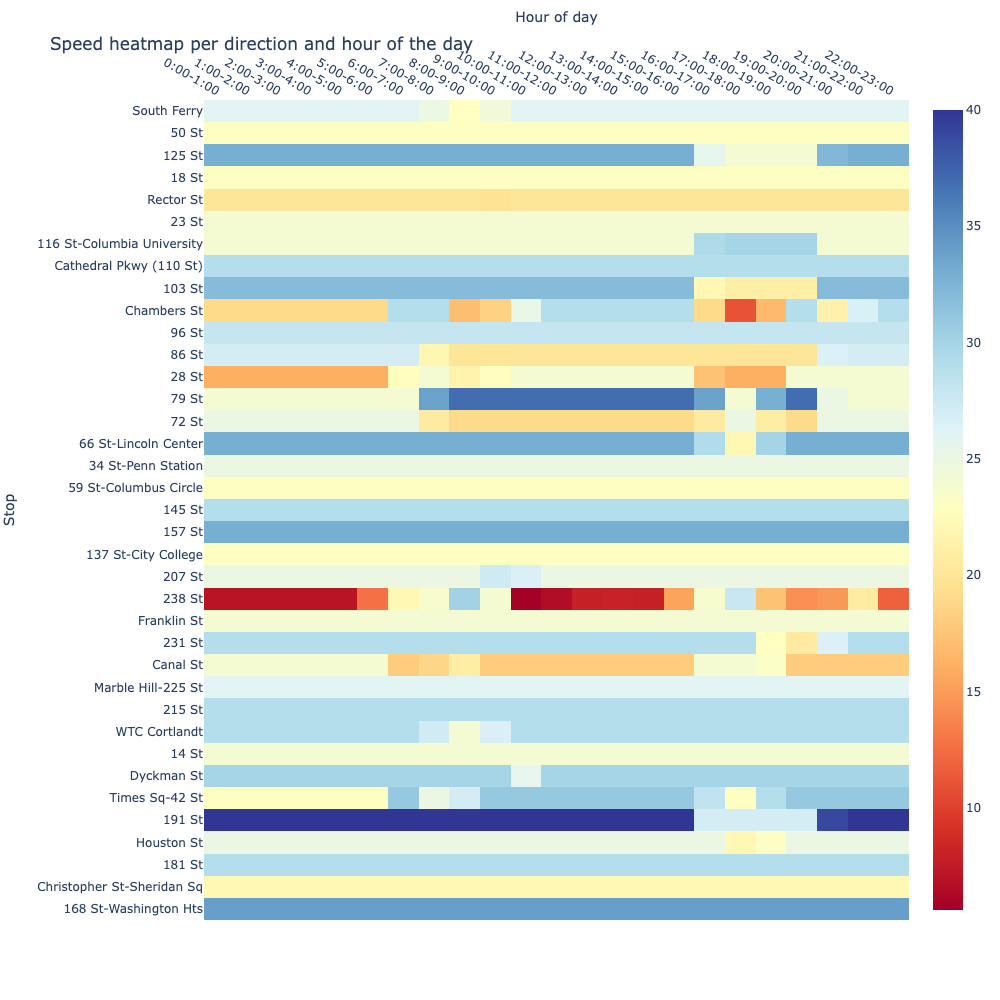 Hour of day
Speed heatmap per direction and hour of the day
0:00-1:00
1:00-2:00
2:00-3:00
3:00-4:00
4:00-5:00
5:00-6:00
6:00-7:00
7:00-8:00
8:00-9:00
9:00-10:00
10:00-11:00
11:00-12:00
12:00-13:00
13:00-14:00
14:00-15:00
15:00-16:00
16:00-17:00
17:00-18:00
18:00-19:00
19:00-20:00
20:00-21:00
21:00-22:00
22:00-23:00
Stop
South Ferry
50 St
125 St
18 St
Rector St
23 St
116 St-Columbia University
Cathedral Pkwy (110 St)
103 St
Chambers St
96 St
86 St
28 St
79 St
72 St
66 St-Lincoln Center
34 St-Penn Station
59 St-Columbus Circle
145 St
157 St
137 St-City College
207 St
238 St
Franklin St
231 St
Canal St
Marble Hill-225 St
215 St
WTC Cortlandt
14 St
Dyckman St
Times Sq-42 St
191 St
Houston St
181 St
Christopher St-Sheridan Sq
168 St-Washington Hts
40
35
30
25
20
15
10